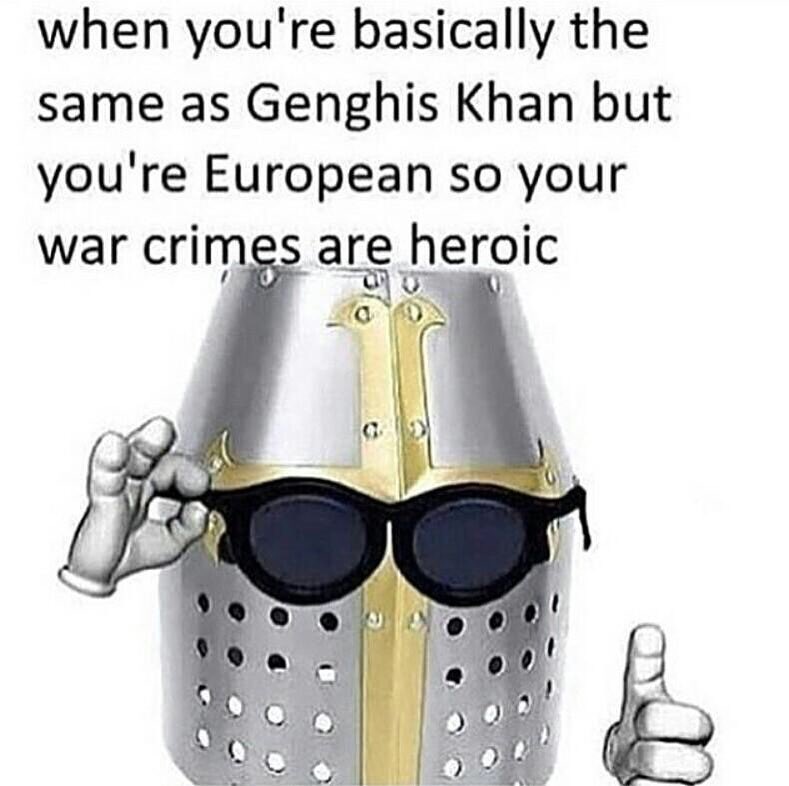 when you're basically the
same as Genghis Khan but
you're European so your
war crimes are heroic